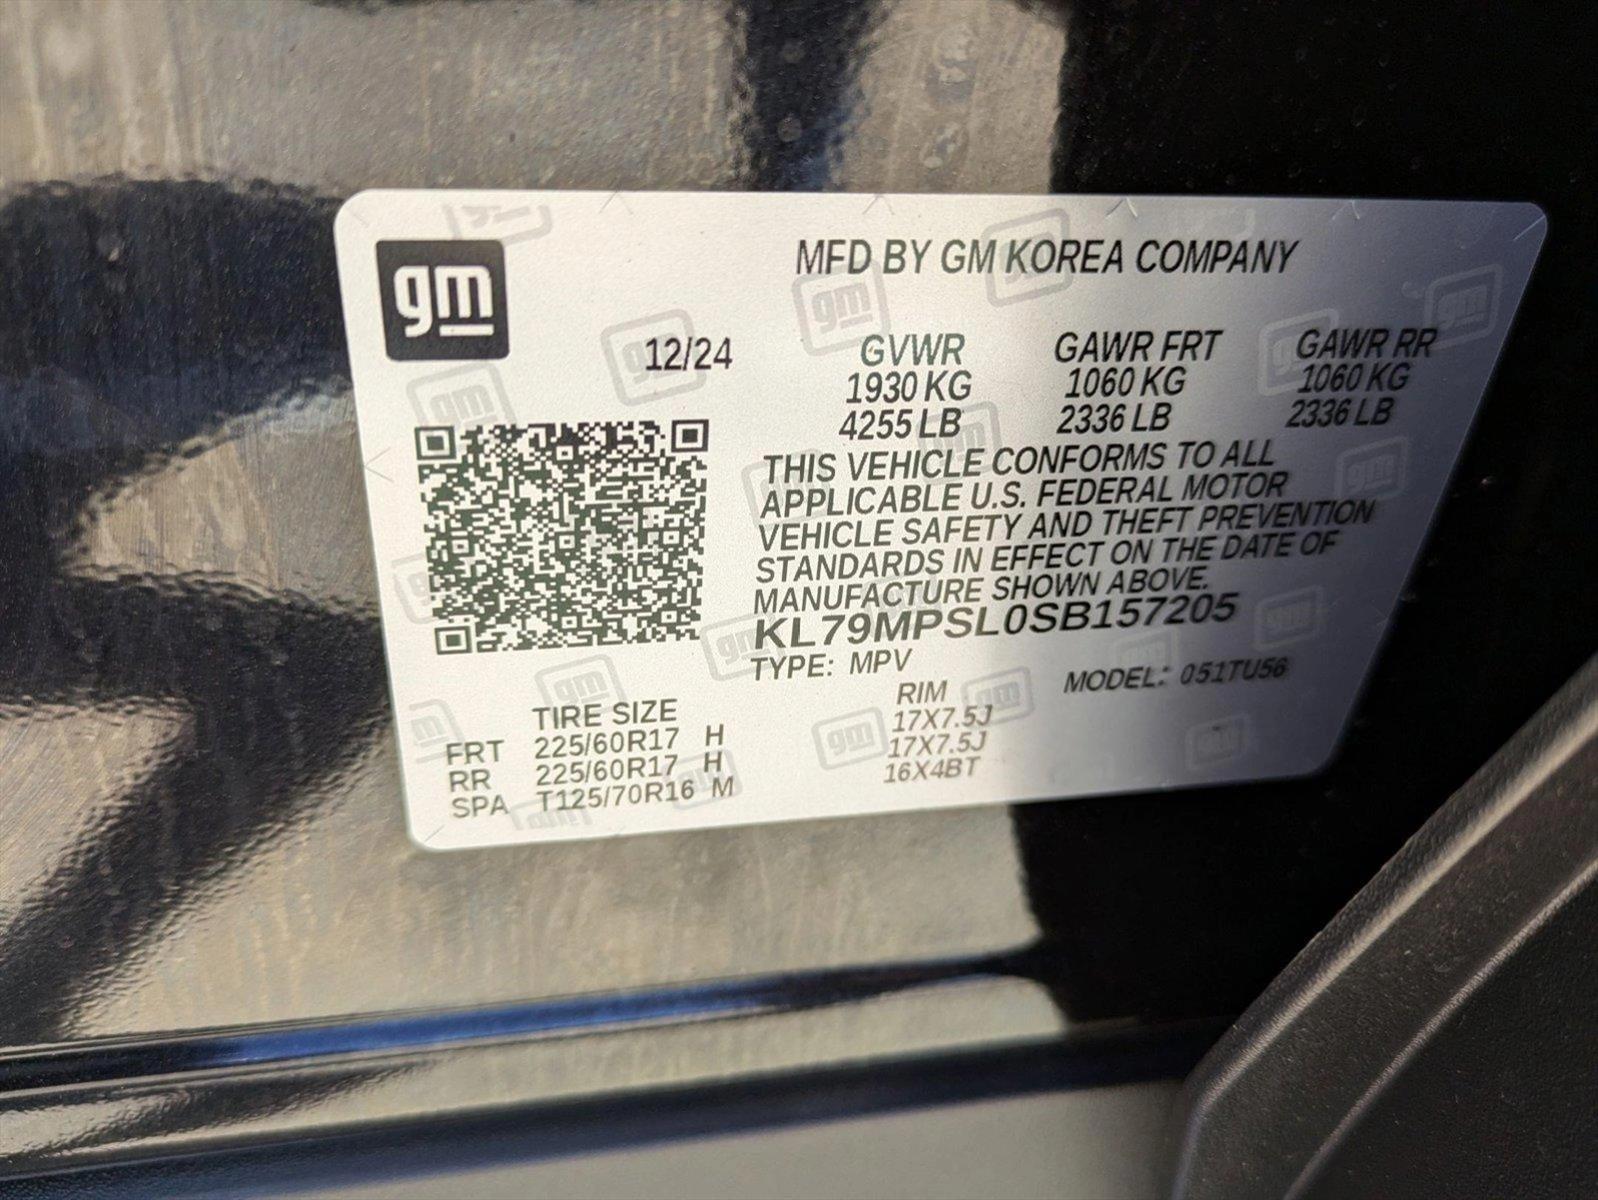 gm
MFD BY GM KOREA COMPANY
12/24
GVWR GAWR FRT GAWR RR
1930 KG 1060 KG 1060 KG
4255 LB 2336 LB 2336 LB
THIS VEHICLE CONFORMS TO ALL
APPLICABLE U.S. FEDERAL MOTOR
VEHICLE SAFETY AND THEFT PREVENTION
STANDARDS IN EFFECT ON THE DATE OF
MANUFACTURE SHOWN ABOVE.
KL79MPSL0SB157205
TYPE: MPV MODEL: 051TU56
TIRE SIZE RIM
FRT 225/60R17 H 17X7.5J
RR 225/60R17 H 17X7.5J
SPA T125/70R16 M 16X4BT